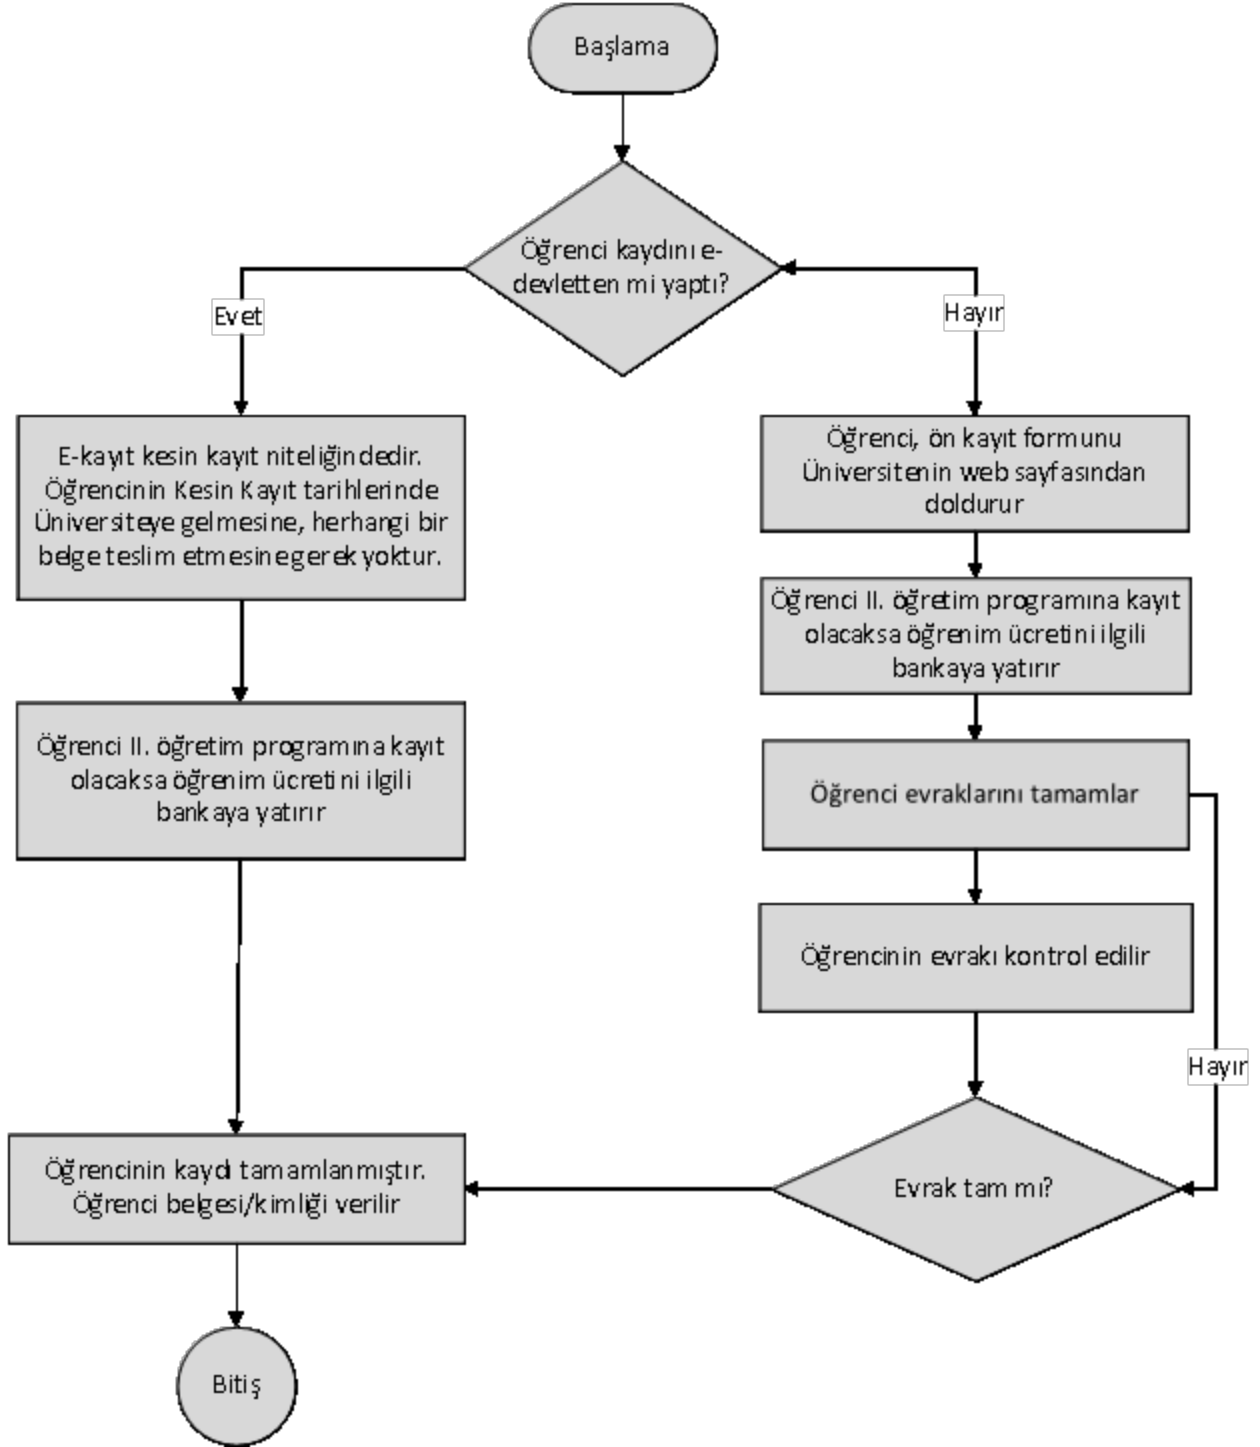 Başlama
Öğrenci kaydını e-
devletten mi yaptı?
Evet
Hayır
E-kayıt kesin kayıt niteliğindedir.
Öğrencinin Kesin Kayıt tarihlerinde
Üniversiteye gelmesine, herhangi bir
belge teslim etmesine gerek yoktur.
Öğrenci II. öğretim programına kayıt
olacaksa öğrenim ücretini ilgili
bankaya yatırır
Öğrenci, ön kayıt formunu
Üniversitenin web sayfasından
doldurur
Öğrenci II. öğretim programına kayıt
olacaksa öğrenim ücretini ilgili
bankaya yatırır
Öğrenci evraklarını tamamlar
Öğrencinin evrakı kontrol edilir
Hayır
Evrak tam mı?
Öğrencinin kaydı tamamlanmıştır.
Öğrenci belgesi/kimliği verilir
Bitiş